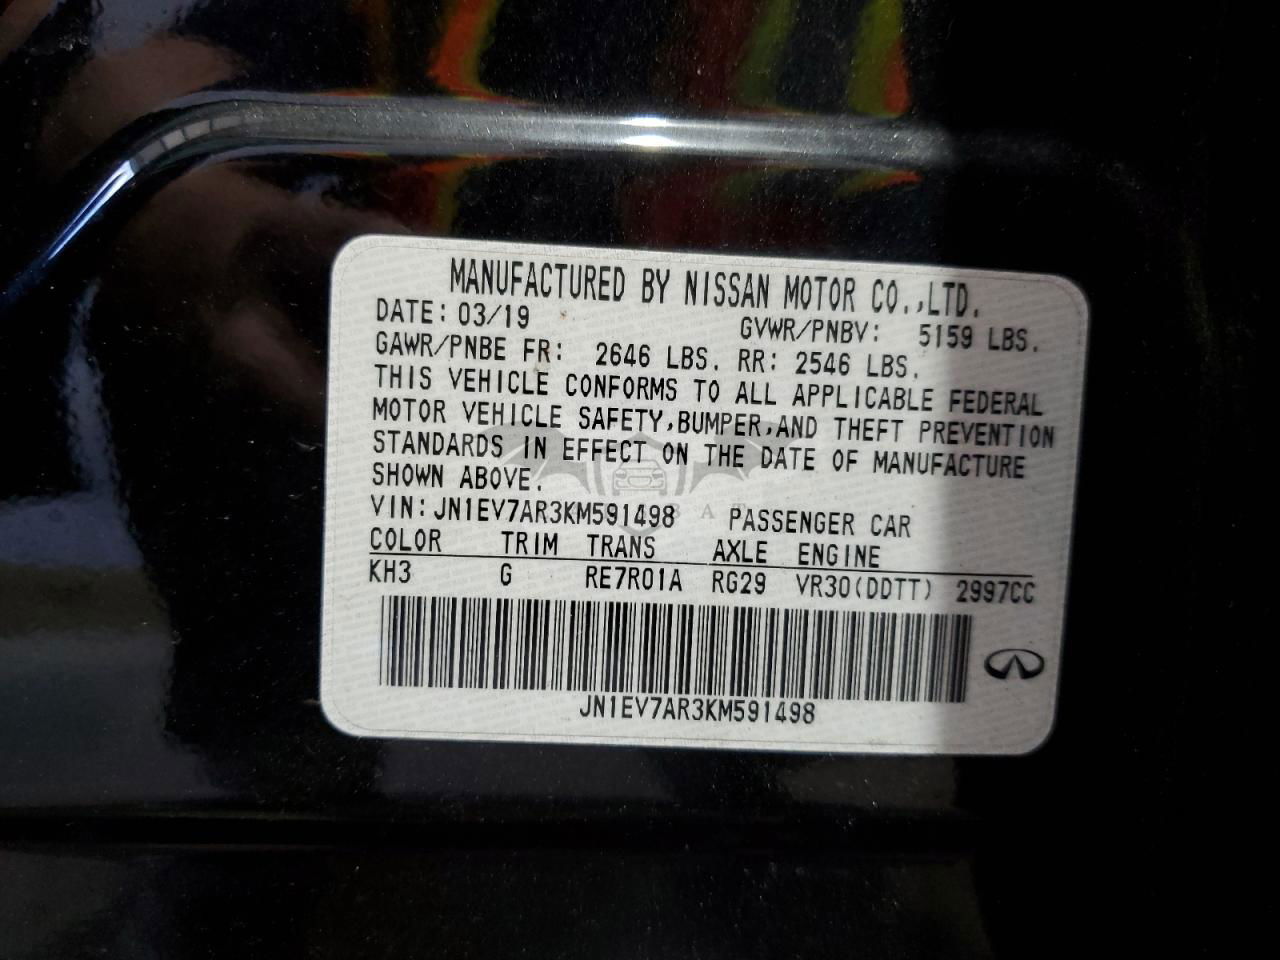 MANUFACTURED BY NISSAN MOTOR CO.,LTD.
DATE: 03/19 GVWR/PNBV: 5159 LBS.
GAWR/PNBE FR: 2646 LBS. RR: 2546 LBS.
THIS VEHICLE CONFORMS TO ALL APPLICABLE FEDERAL
MOTOR VEHICLE SAFETY,BUMPER,AND THEFT PREVENTION
STANDARDS IN EFFECT ON THE DATE OF MANUFACTURE
SHOWN ABOVE.
VIN:JN1EV7AR3KM591498 PASSENGER CAR
COLOR TRIM TRANS AXLE ENGINE
KH3 G RE7R01A RG29 VR30(DDTT) 2997CC
JN1EV7AR3KM591498